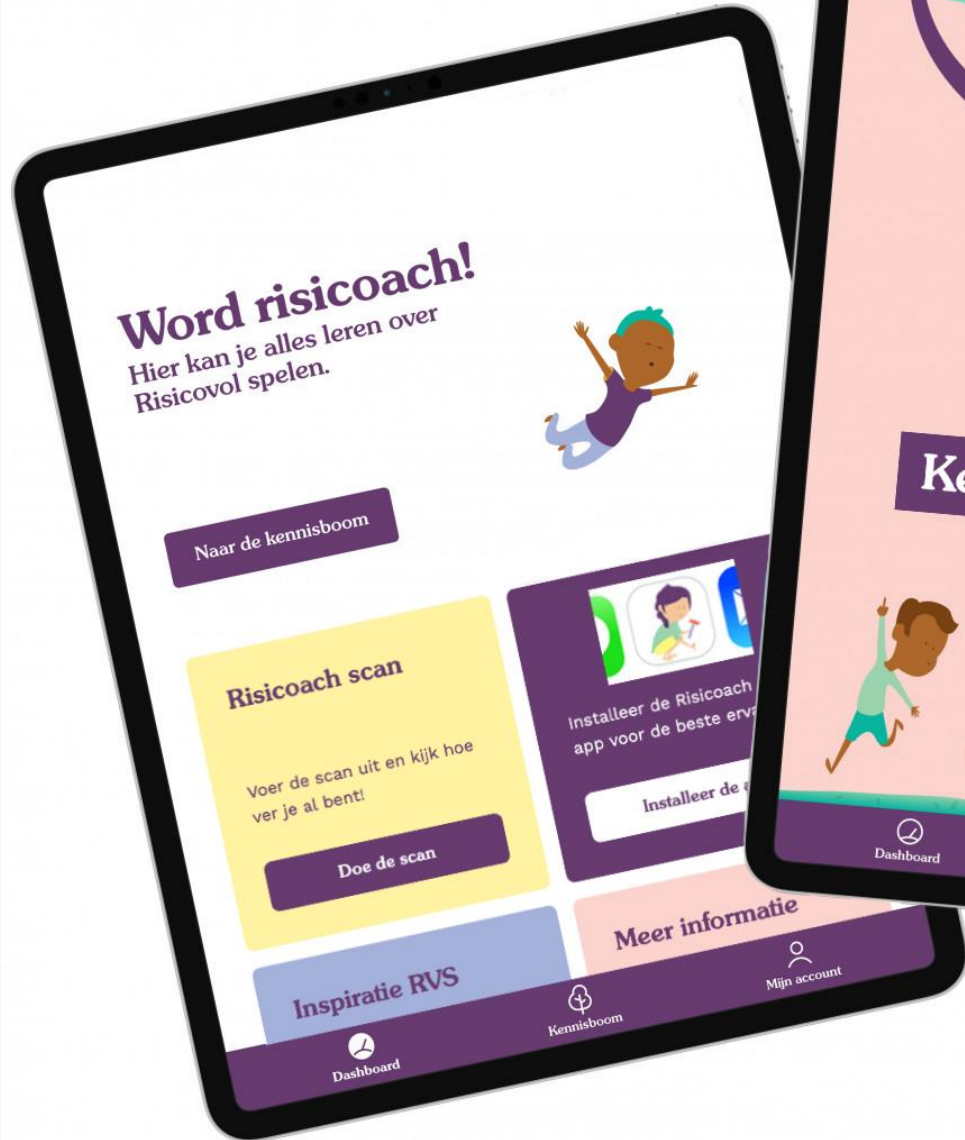 Word risicoach!
Hier kan je alles leren over
Risicovol spelen.
Naar de kennisboom
Risicoach scan
Voer de scan uit en kijk hoe
ver je al bent!
Doe de scan
Installeer de Risicoach
app voor de beste
Installeer de
Inspiratie RVS
Meer informatie
Dashboard
Kennisboom
Mijn account
Dashboard